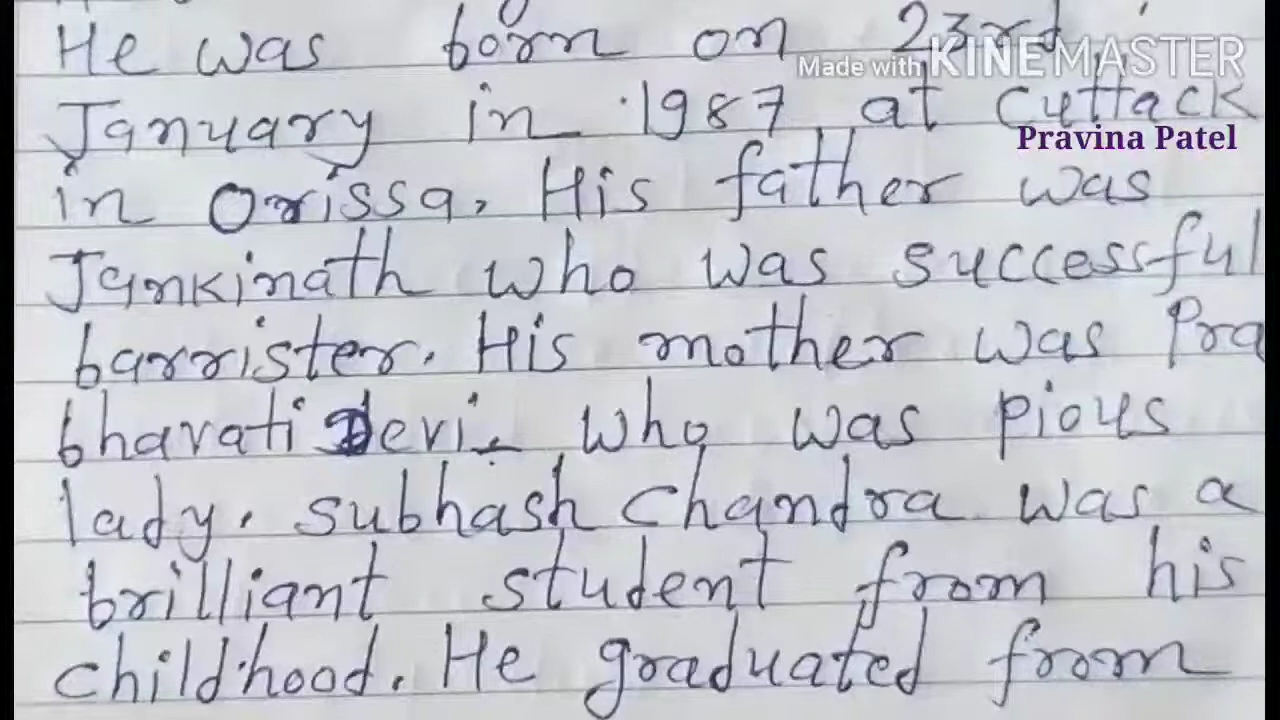 He was born on 23rd
Made with KINEMASTER
January in 1987 at Cuttack
Pravina Patel
in Orissa. His father was
Jankinath who was successful
barrister. His mother was Pra
bharati Devi. Who was pious
lady. Subhash Chandra was a
brilliant student from his
childhood. He graduated from